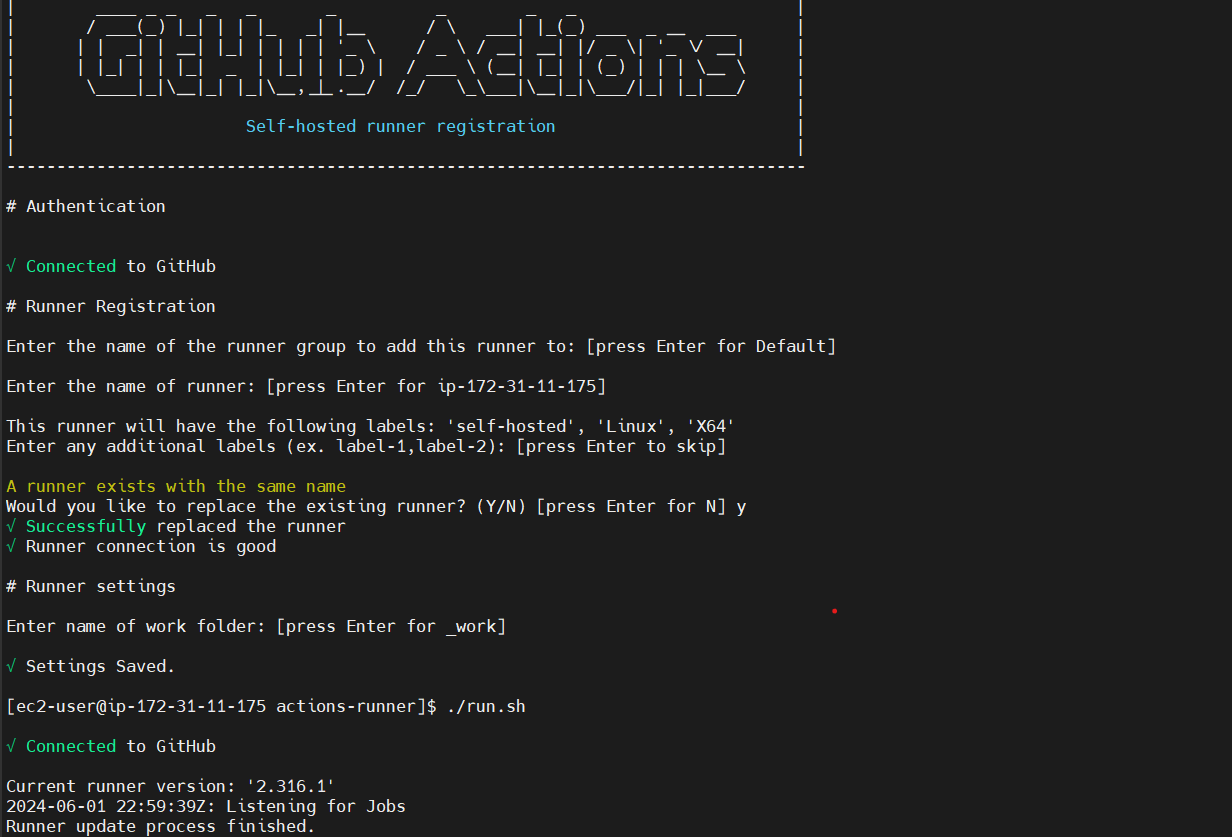 GitHub Actions
Self-hosted runner registration
# Authentication
√ Connected to GitHub
# Runner Registration
Enter the name of the runner group to add this runner to: [press Enter for Default]
Enter the name of runner: [press Enter for ip-172-31-11-175]
This runner will have the following labels: 'self-hosted', 'Linux', 'X64'
Enter any additional labels (ex. label-1,label-2): [press Enter to skip]
A runner exists with the same name
Would you like to replace the existing runner? (Y/N) [press Enter for N] y
√ Successfully replaced the runner
√ Runner connection is good
# Runner settings
Enter name of work folder: [press Enter for _work]
√ Settings Saved.
[ec2-user@ip-172-31-11-175 actions-runner]$ ./run.sh
√ Connected to GitHub
Current runner version: '2.316.1'
2024-06-01 22:59:39Z: Listening for Jobs
Runner update process finished.